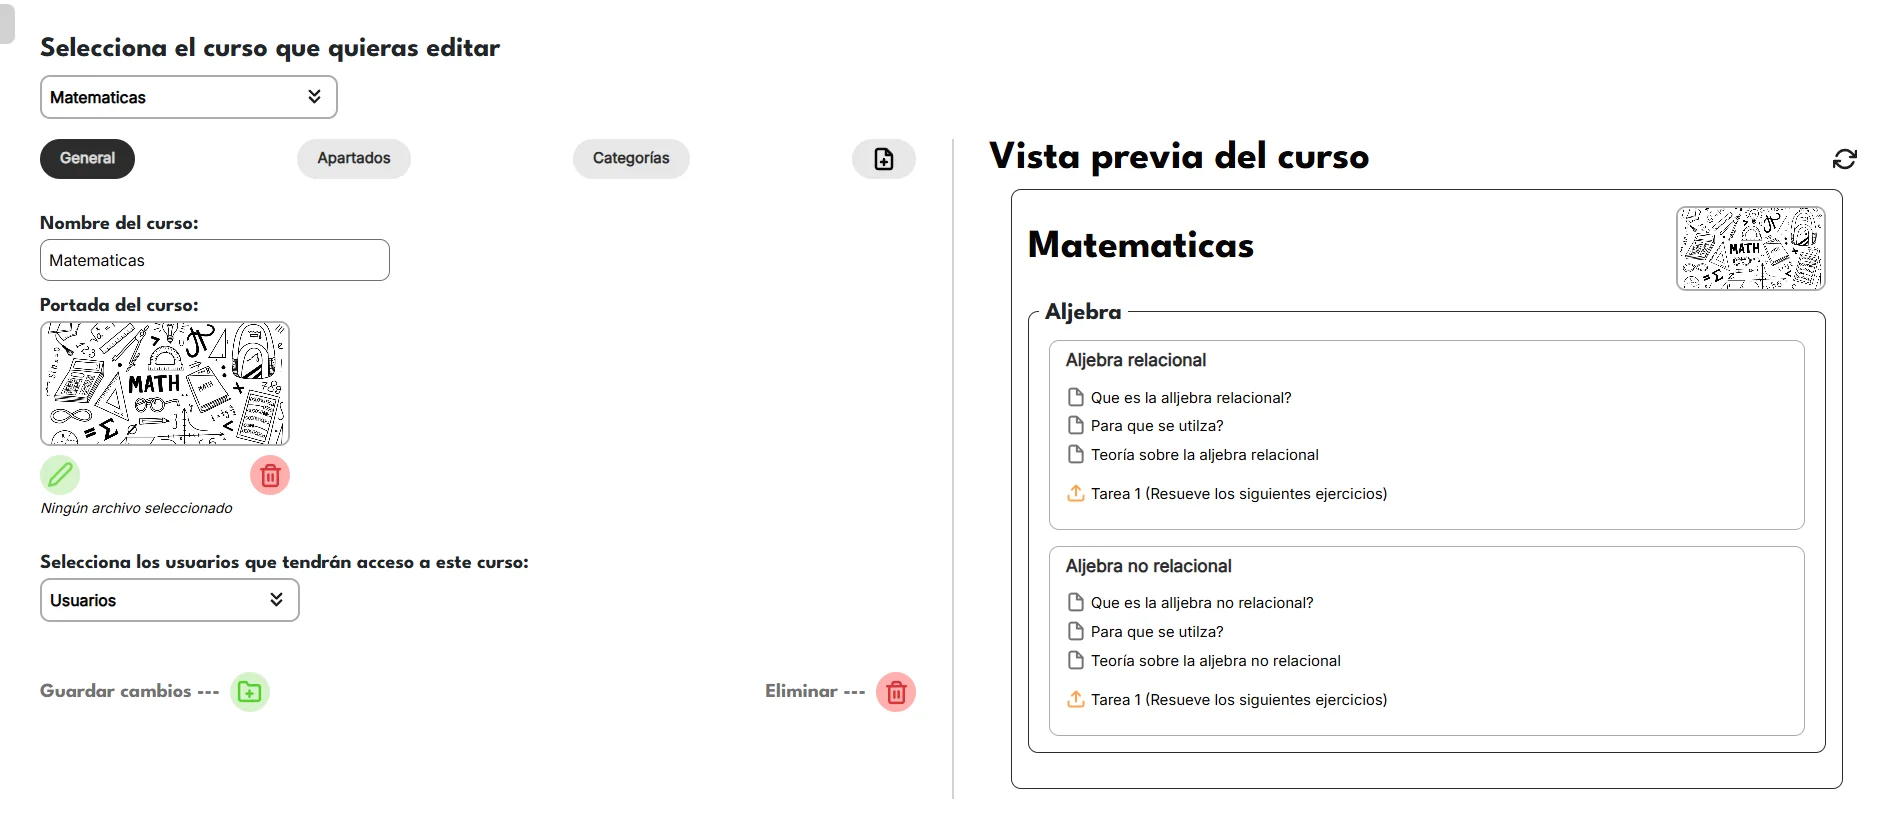 Selecciona el curso que quieras editar
Matematicas
General
Apartados
Categorías
Nombre del curso:
Matematicas
Portada del curso:
MATH
Ningún archivo seleccionado
Selecciona los usuarios que tendrán acceso a este curso:
Usuarios
Guardar cambios ---
Eliminar ---
Vista previa del curso
Matematicas
MATH
Aljebra
Aljebra relacional
Que es la alljebra relacional?
Para que se utilza?
Teoría sobre la aljebra relacional
Tarea 1 (Resueve los siguientes ejercicios)
Aljebra no relacional
Que es la alljebra no relacional?
Para que se utilza?
Teoría sobre la aljebra no relacional
Tarea 1 (Resueve los siguientes ejercicios)